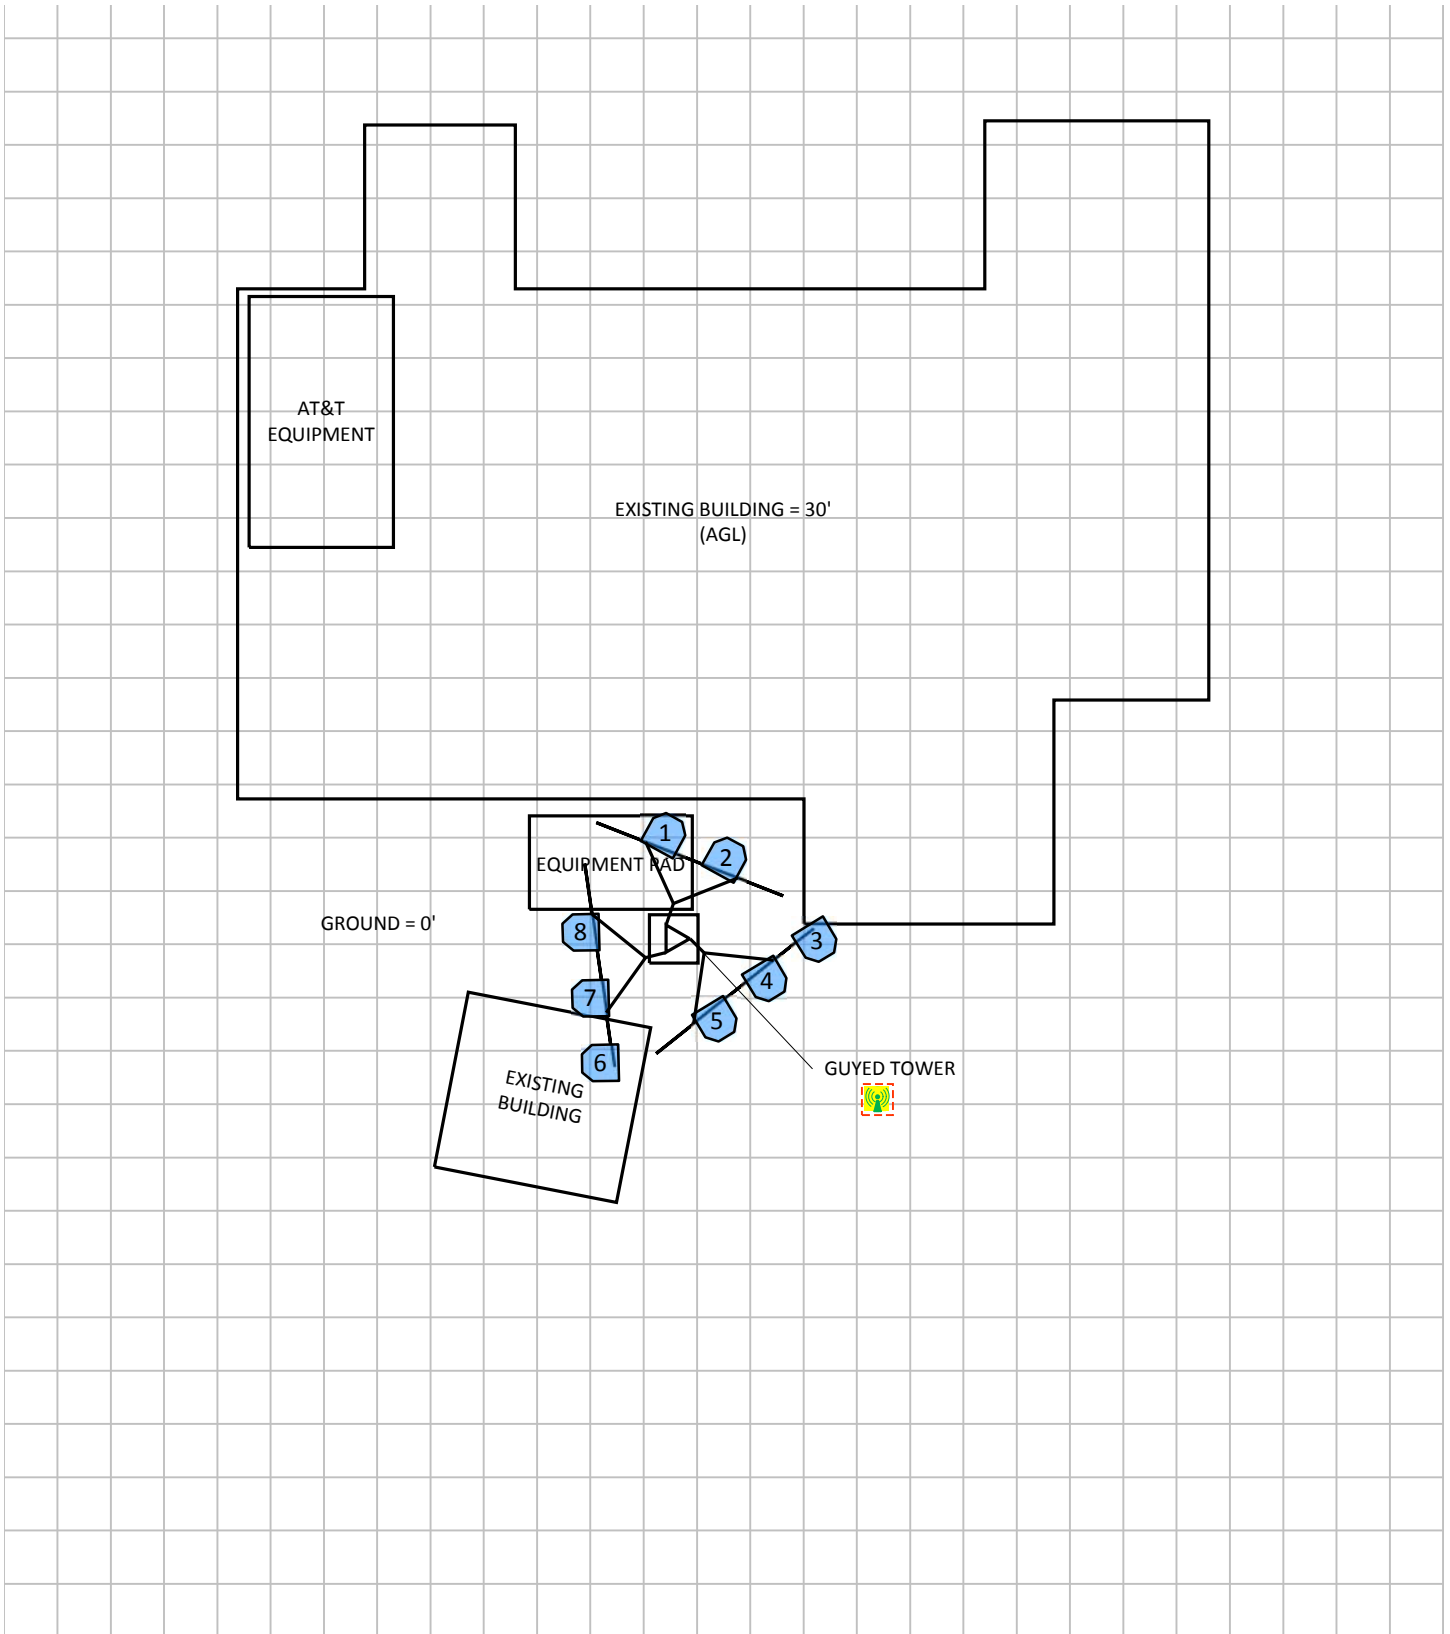 AT&T
EQUIPMENT
EXISTING BUILDING = 30'
(AGL)
1
2
EQUIPMENT PAD
GROUND = 0'
8
3
4
7
5
6
GUYED TOWER
EXISTING
BUILDING